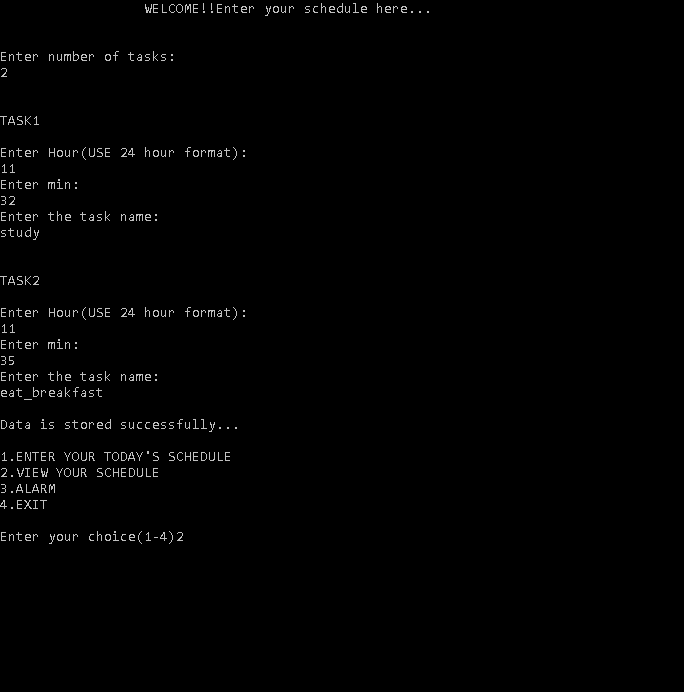 WELCOME!!Enter your schedule here...
Enter number of tasks:
2
TASK1
Enter Hour(USE 24 hour format):
11
Enter min:
32
Enter the task name:
study
TASK2
Enter Hour(USE 24 hour format):
11
Enter min:
35
Enter the task name:
eat_breakfast
Data is stored successfully...
1.ENTER YOUR TODAY'S SCHEDULE
2.VIEW YOUR SCHEDULE
3.ALARM
4.EXIT
Enter your choice(1-4)2